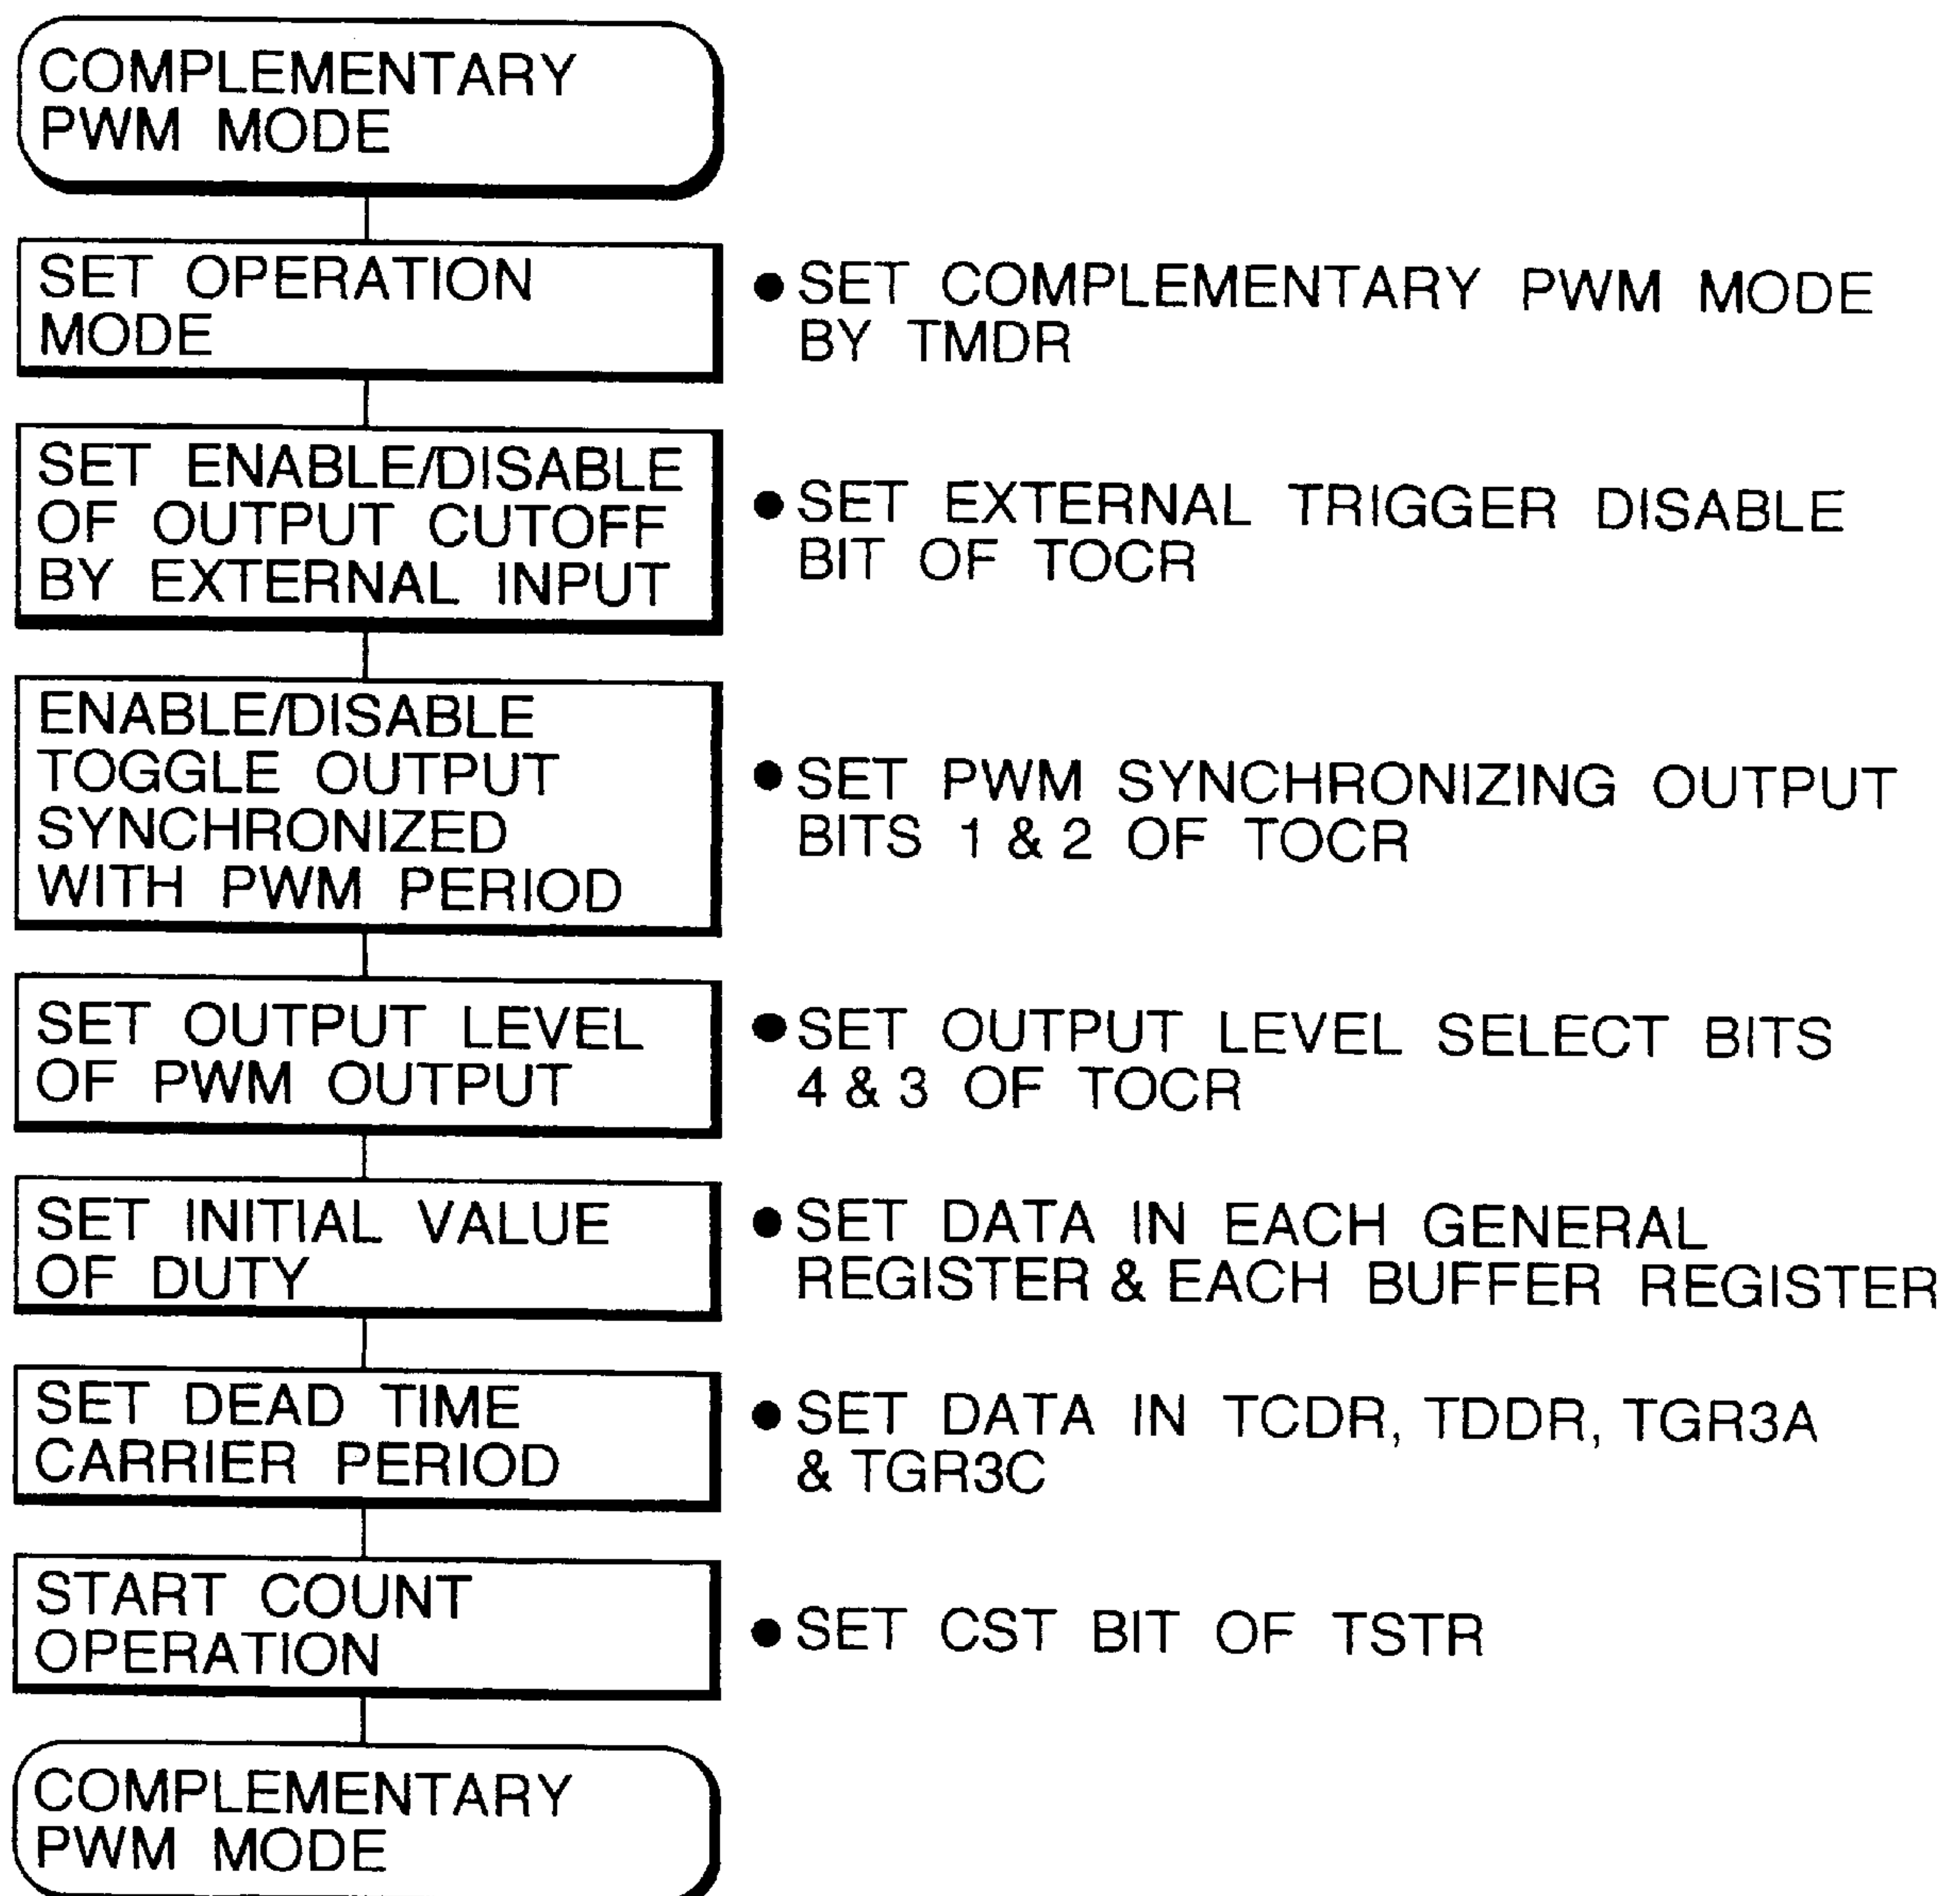 COMPLEMENTARY
PWM MODE
SET OPERATION
MODE
● SET COMPLEMENTARY PWM MODE
BY TMDR
SET ENABLE/DISABLE
OF OUTPUT CUTOFF
BY EXTERNAL INPUT
● SET EXTERNAL TRIGGER DISABLE
BIT OF TOCR
ENABLE/DISABLE
TOGGLE OUTPUT
SYNCHRONIZED
WITH PWM PERIOD
● SET PWM SYNCHRONIZING OUTPUT
BITS 1 & 2 OF TOCR
SET OUTPUT LEVEL
OF PWM OUTPUT
● SET OUTPUT LEVEL SELECT BITS
4 & 3 OF TOCR
SET INITIAL VALUE
OF DUTY
● SET DATA IN EACH GENERAL
REGISTER & EACH BUFFER REGISTER
SET DEAD TIME
CARRIER PERIOD
● SET DATA IN TCDR, TDDR, TGR3A
& TGR3C
START COUNT
OPERATION
● SET CST BIT OF TSTR
COMPLEMENTARY
PWM MODE